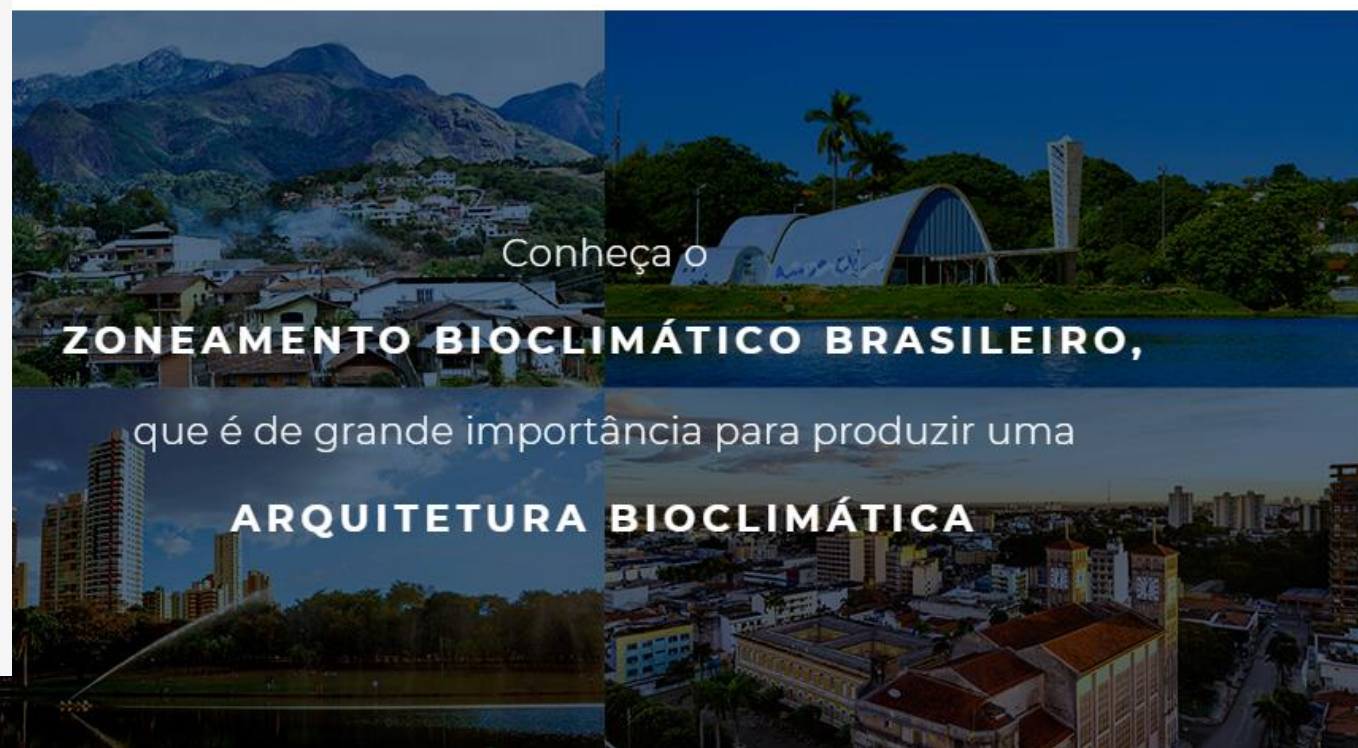 Conheça o
ZONEAMENTO BIOCLIMÁTICO BRASILEIRO,
que é de grande importância para produzir uma
ARQUITETURA BIOCLIMÁTICA